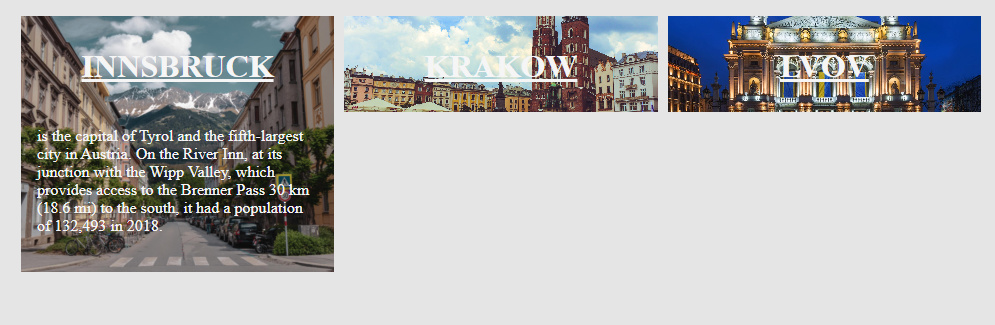 INNSBRUCK
KRAKOW
LVOV
is the capital of Tyrol and the fifth-largest
city in Austria. On the River Inn, at its
junction with the Wipp Valley, which
provides access to the Brenner Pass 30 km
(18.6 mi) to the south, it had a population
of 132,493 in 2018.